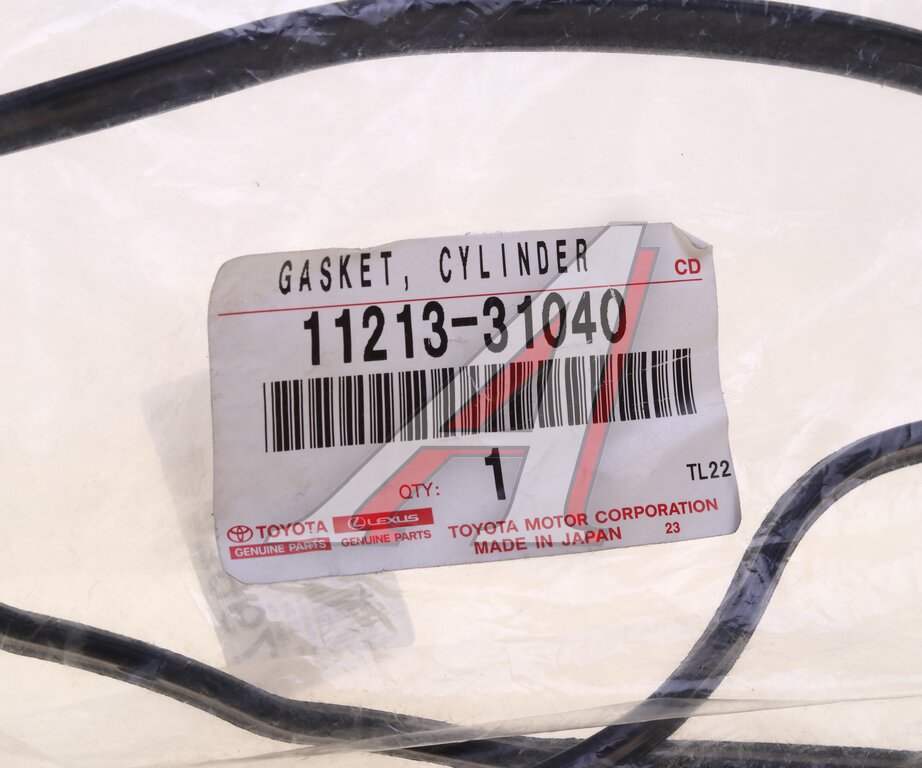 GASKET, CYLINDER
CD
11213-31040
QTY: 1
TL22
TOYOTA LEXUS TOYOTA MOTOR CORPORATION
GENUINE PARTS GENUINE PARTS MADE IN JAPAN 23